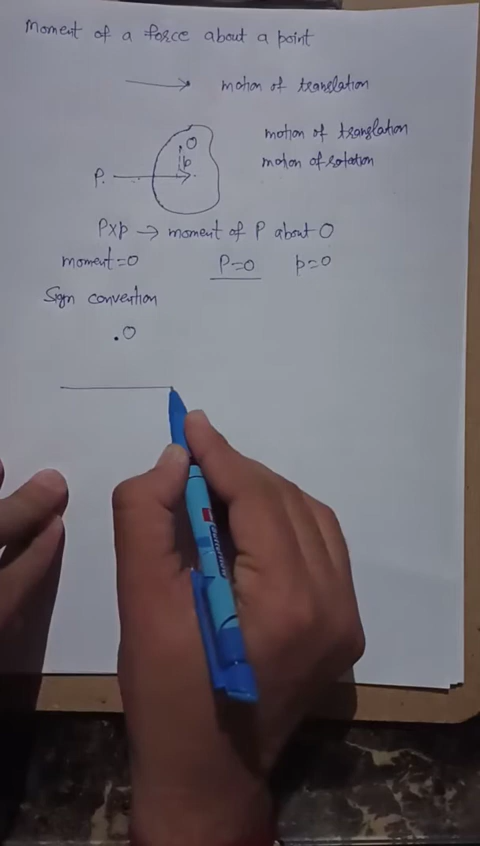 Moment of a force about a point
motion of translation
motion of translation
motion of rotation
O
p
P
P×p → moment of P about O
moment=0 P=0 p=0
Sign convention
.O